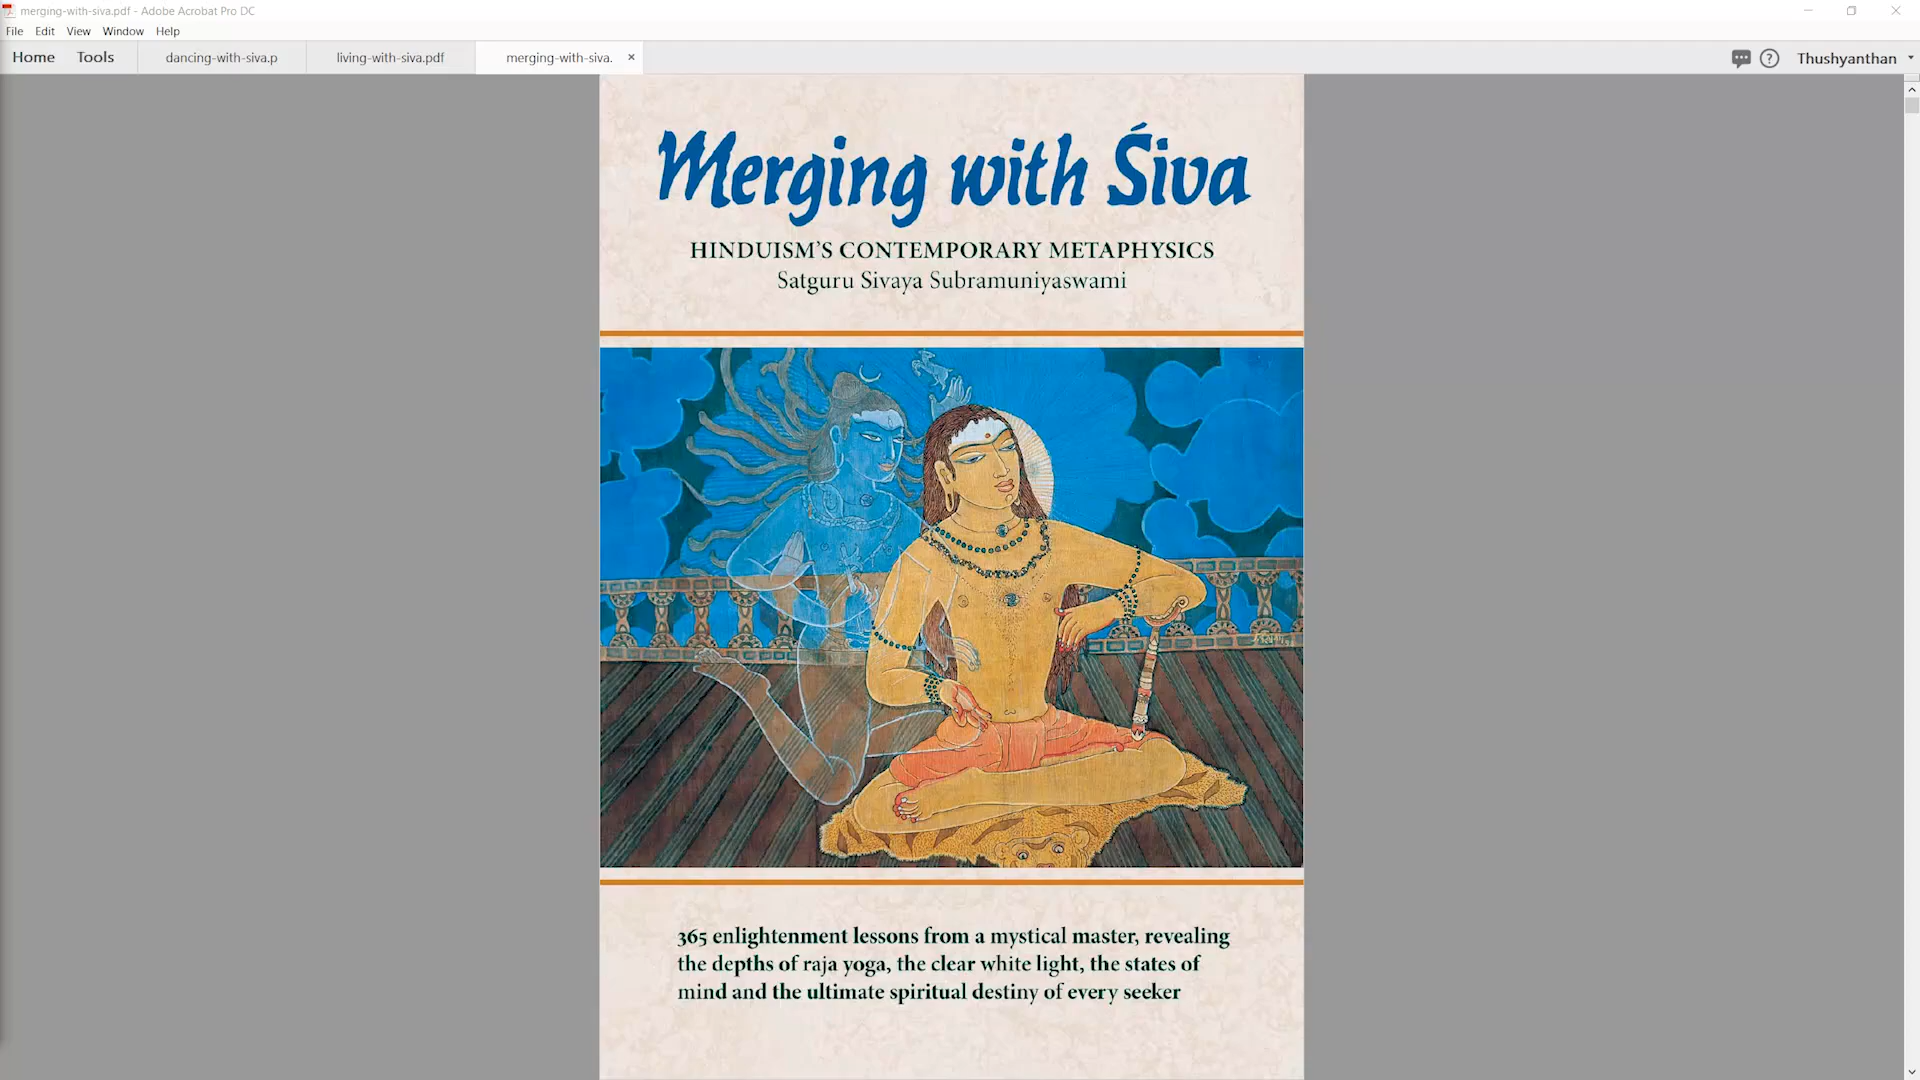 merging-with-siva.pdf - Adobe Acrobat Pro DC
File Edit View Window Help
Home Tools dancing-with-siva.p living-with-siva.pdf merging-with-siva. × ? Thushyanthan
Merging with Śiva
HINDUISM'S CONTEMPORARY METAPHYSICS
Satguru Sivaya Subramuniyaswami
365 enlightenment lessons from a mystical master, revealing
the depths of raja yoga, the clear white light, the states of
mind and the ultimate spiritual destiny of every seeker